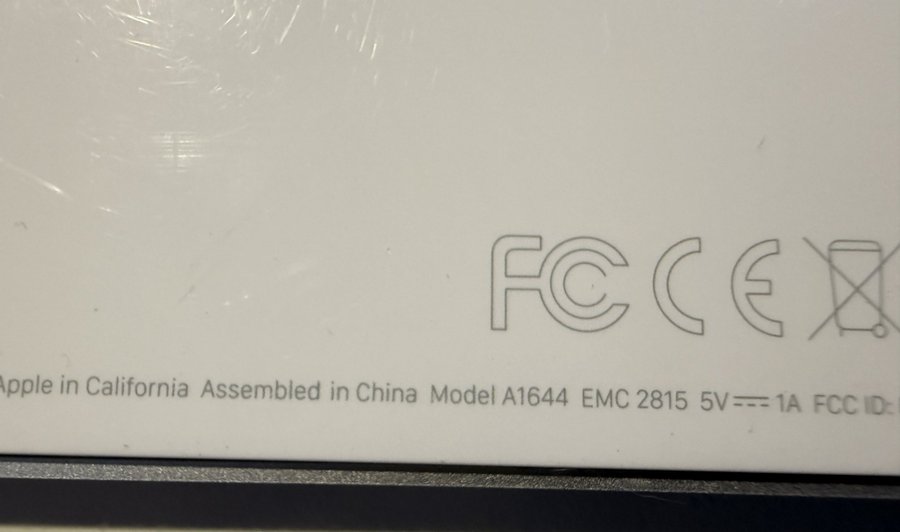 FC CE
Apple in California Assembled in China Model A1644 EMC 2815 5V⎓1A FCC ID: